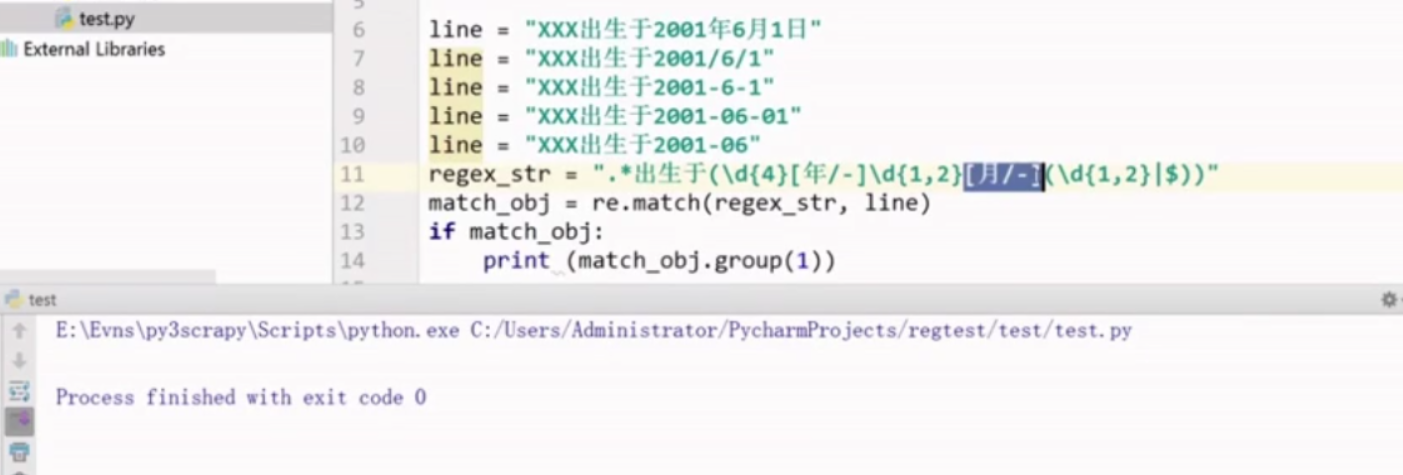 test.py
External Libraries
6 line = "XXX出生于2001年6月1日"
7 line = "XXX出生于2001/6/1"
8 line = "XXX出生于2001-6-1"
9 line = "XXX出生于2001-06-01"
10 line = "XXX出生于2001-06"
11 regex_str = ".*出生于(\d{4}[年/-]\d{1,2}[月/-](\d{1,2}|$))"
12 match_obj = re.match(regex_str, line)
13 if match_obj:
14 print (match_obj.group(1))
test
E:\Evns\py3scrapy\Scripts\python.exe C:/Users/Administrator/PycharmProjects/regtest/test/test.py
Process finished with exit code 0